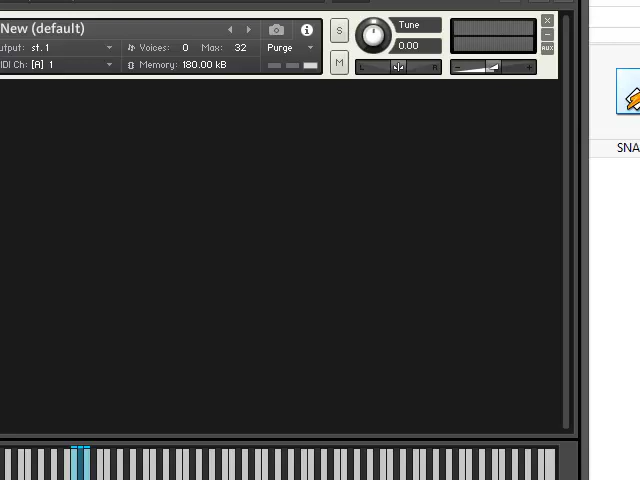 New (default)
Tune
utput: st. 1 Voices: 0 Max: 32 Purge
S
0.00
IDI Ch: [A] 1 Memory: 180.00 kB
M
L R
- +
AUX
SNA